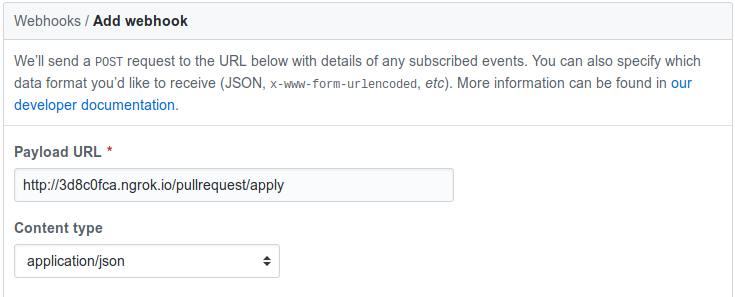 Webhooks / Add webhook
We’ll send a POST request to the URL below with details of any subscribed events. You can also specify which
data format you’d like to receive (JSON, x-www-form-urlencoded, etc). More information can be found in our
developer documentation.
Payload URL *
http://3d8c0fca.ngrok.io/pullrequest/apply
Content type
application/json